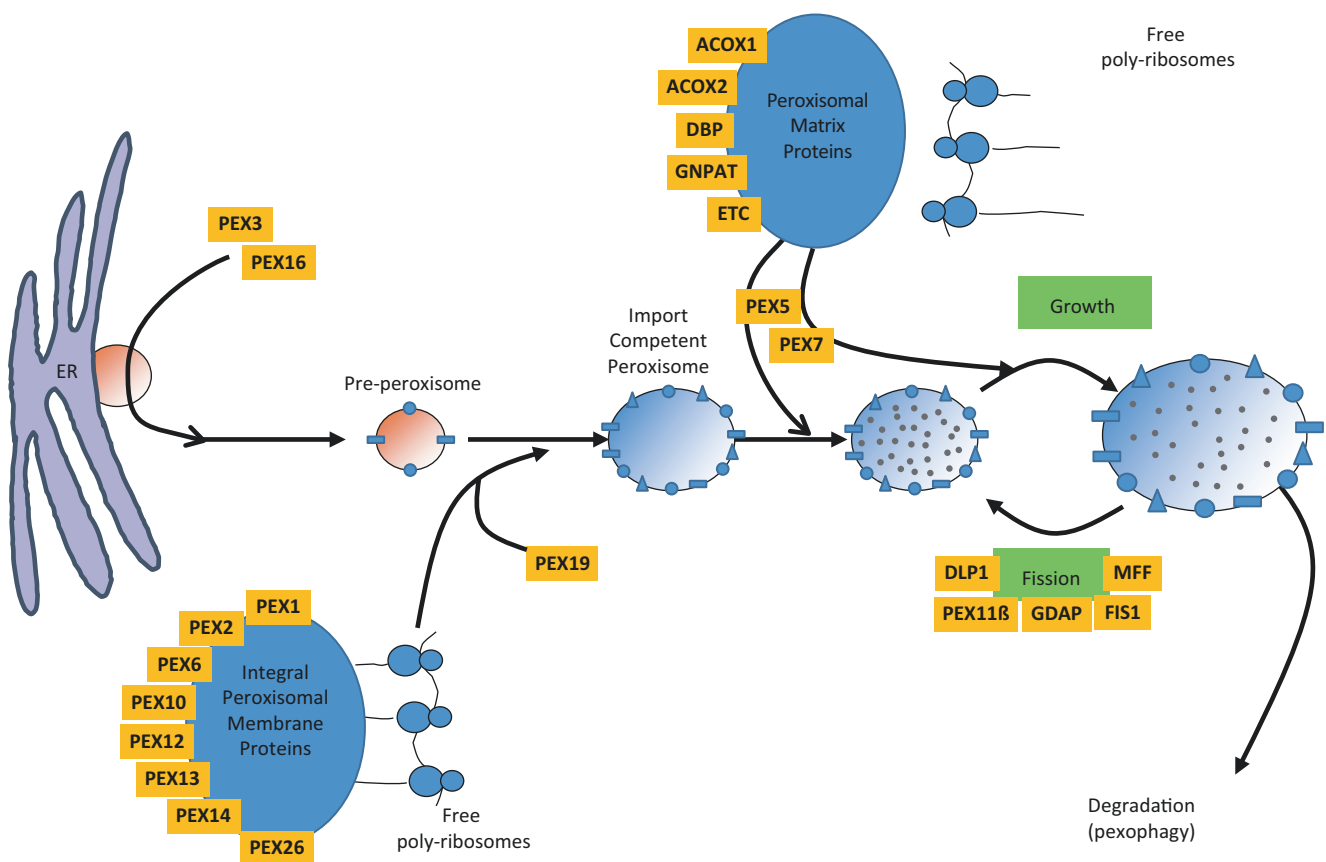 ACOX1
ACOX2
DBP
GNPAT
ETC
Peroxisomal
Matrix
Proteins
Free
poly-ribosomes
PEX3
PEX16
ER
Pre-peroxisome
Import
Competent
Peroxisome
PEX5
PEX7
Growth
PEX19
DLP1
Fission
MFF
PEX11ß
GDAP
FIS1
PEX1
PEX2
PEX6
PEX10
PEX12
PEX13
PEX14
PEX26
Integral
Peroxisomal
Membrane
Proteins
Free
poly-ribosomes
Degradation
(pexophagy)